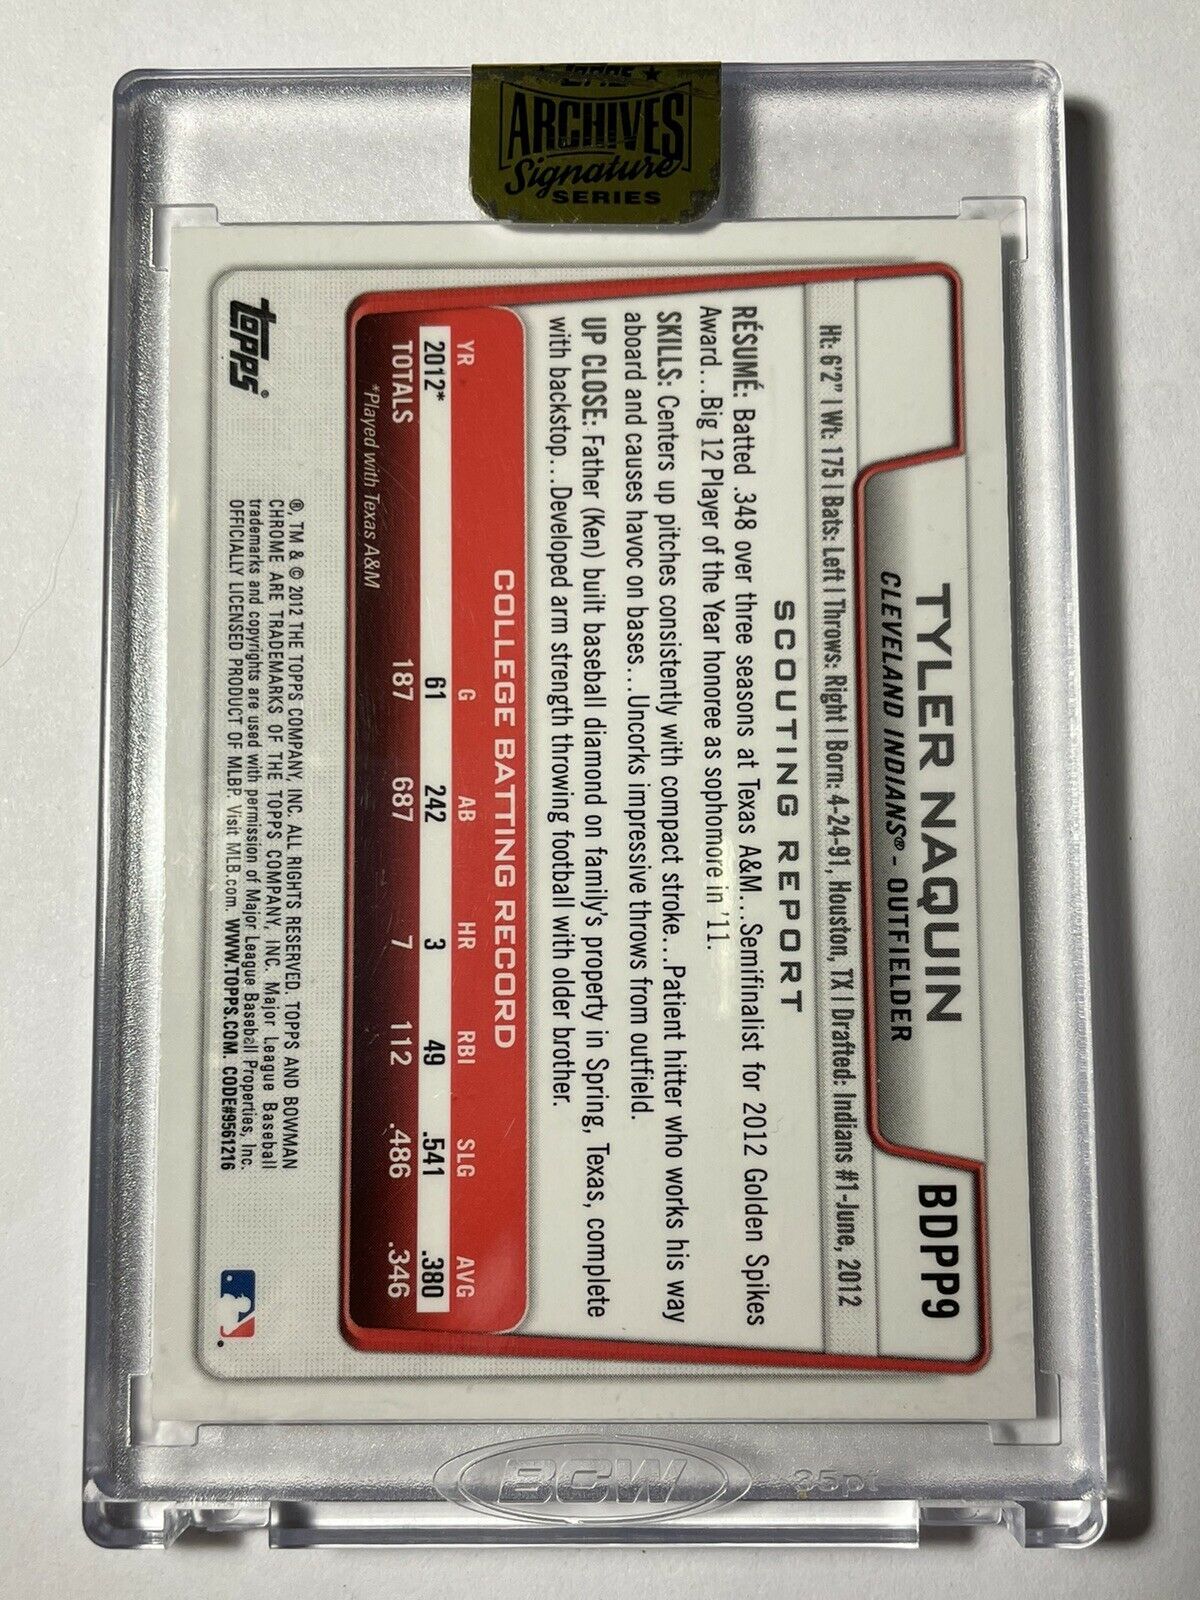 TOPPS
ARCHIVES
Signature
SERIES
BDPP9
TYLER NAQUIN
CLEVELAND INDIANS® - OUTFIELDER
Ht: 6'2" | Wt: 175 | Bats: Left | Throws: Right | Born: 4-24-91, Houston, TX | Drafted: Indians #1-June, 2012
SCOUTING REPORT
RÉSUMÉ: Batted .348 over three seasons at Texas A&M...Semifinalist for 2012 Golden Spikes
Award...Big 12 Player of the Year honoree as sophomore in '11.
SKILLS: Centers up pitches consistently with compact stroke...Patient hitter who works his way
aboard and causes havoc on bases...Uncorks impressive throws from outfield.
UP CLOSE: Father (Ken) built baseball diamond on family's property in Spring, Texas, complete
with backstop...Developed arm strength throwing football with older brother.
COLLEGE BATTING RECORD
YR G AB HR RBI SLG AVG
2012* 61 242 3 49 .541 .380
TOTALS 187 687 7 112 .486 .346
*Played with Texas A&M
®, TM & © 2012 THE TOPPS COMPANY, INC. ALL RIGHTS RESERVED. TOPPS AND BOWMAN
CHROME ARE TRADEMARKS OF THE TOPPS COMPANY, INC. Major League Baseball
trademarks and copyrights are used with permission of Major League Baseball Properties, Inc.
OFFICIALLY LICENSED PRODUCT OF MLBP. Visit MLB.com. WWW.TOPPS.COM. CODE#9561216
topps®
BCW
35pt